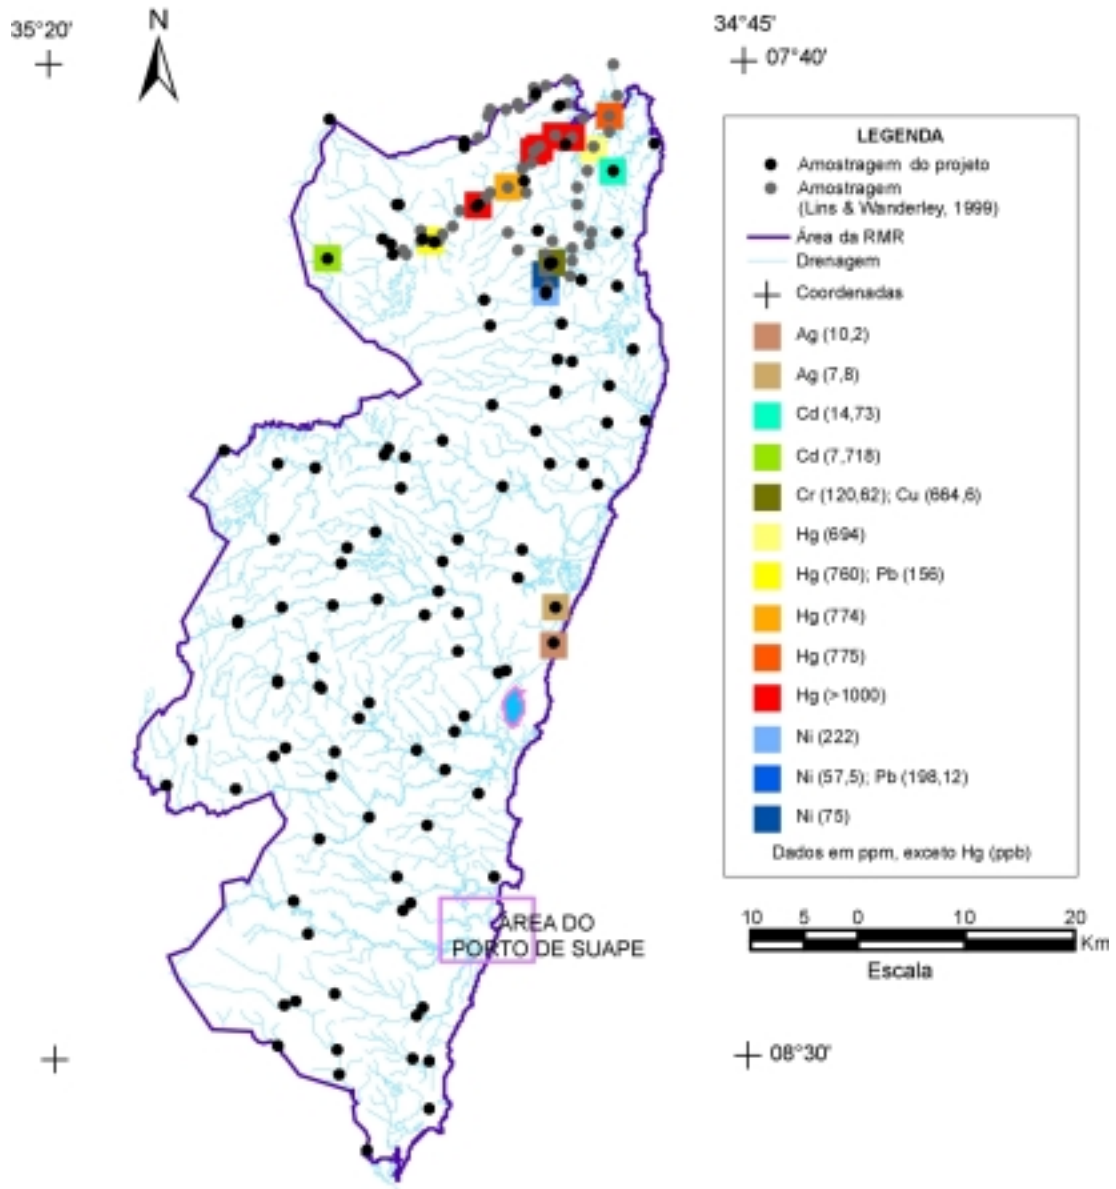 N
35°20'
34°45'
07°40'
LEGENDA
Amostragem do projeto
Amostragem
(Lins & Wanderley, 1999)
Área da RMR
Drenagem
Coordenadas
Ag (10,2)
Ag (7,8)
Cd (14,73)
Cd (7,718)
Cr (120,62); Cu (664,6)
Hg (694)
Hg (760); Pb (156)
Hg (774)
Hg (775)
Hg (>1000)
Ni (222)
Ni (57,5); Pb (198,12)
Ni (75)
Dados em ppm, exceto Hg (ppb)
ÁREA DO
PORTO DE SUAPE
10 5 0 10 20
Km
Escala
08°30'